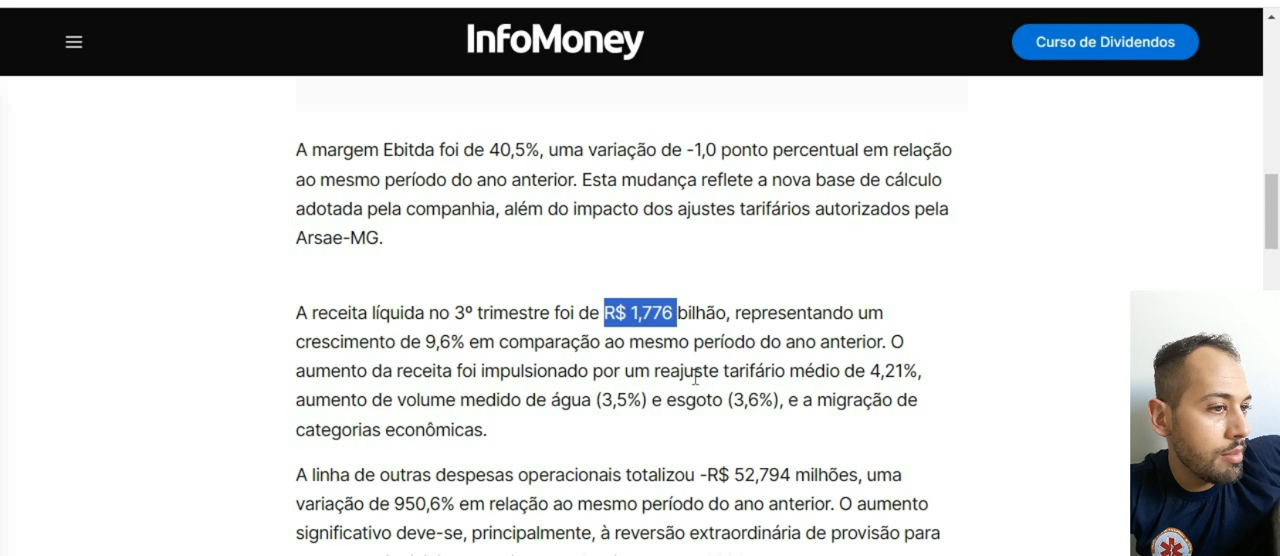 InfoMoney
Curso de Dividendos
A margem Ebitda foi de 40,5%, uma variação de -1,0 ponto percentual em relação
ao mesmo período do ano anterior. Esta mudança reflete a nova base de cálculo
adotada pela companhia, além do impacto dos ajustes tarifários autorizados pela
Arsae-MG.
A receita líquida no 3º trimestre foi de R$ 1,776 bilhão, representando um
crescimento de 9,6% em comparação ao mesmo período do ano anterior. O
aumento da receita foi impulsionado por um reajuste tarifário médio de 4,21%,
aumento de volume medido de água (3,5%) e esgoto (3,6%), e a migração de
categorias econômicas.
A linha de outras despesas operacionais totalizou -R$ 52,794 milhões, uma
variação de 950,6% em relação ao mesmo período do ano anterior. O aumento
significativo deve-se, principalmente, à reversão extraordinária de provisão para